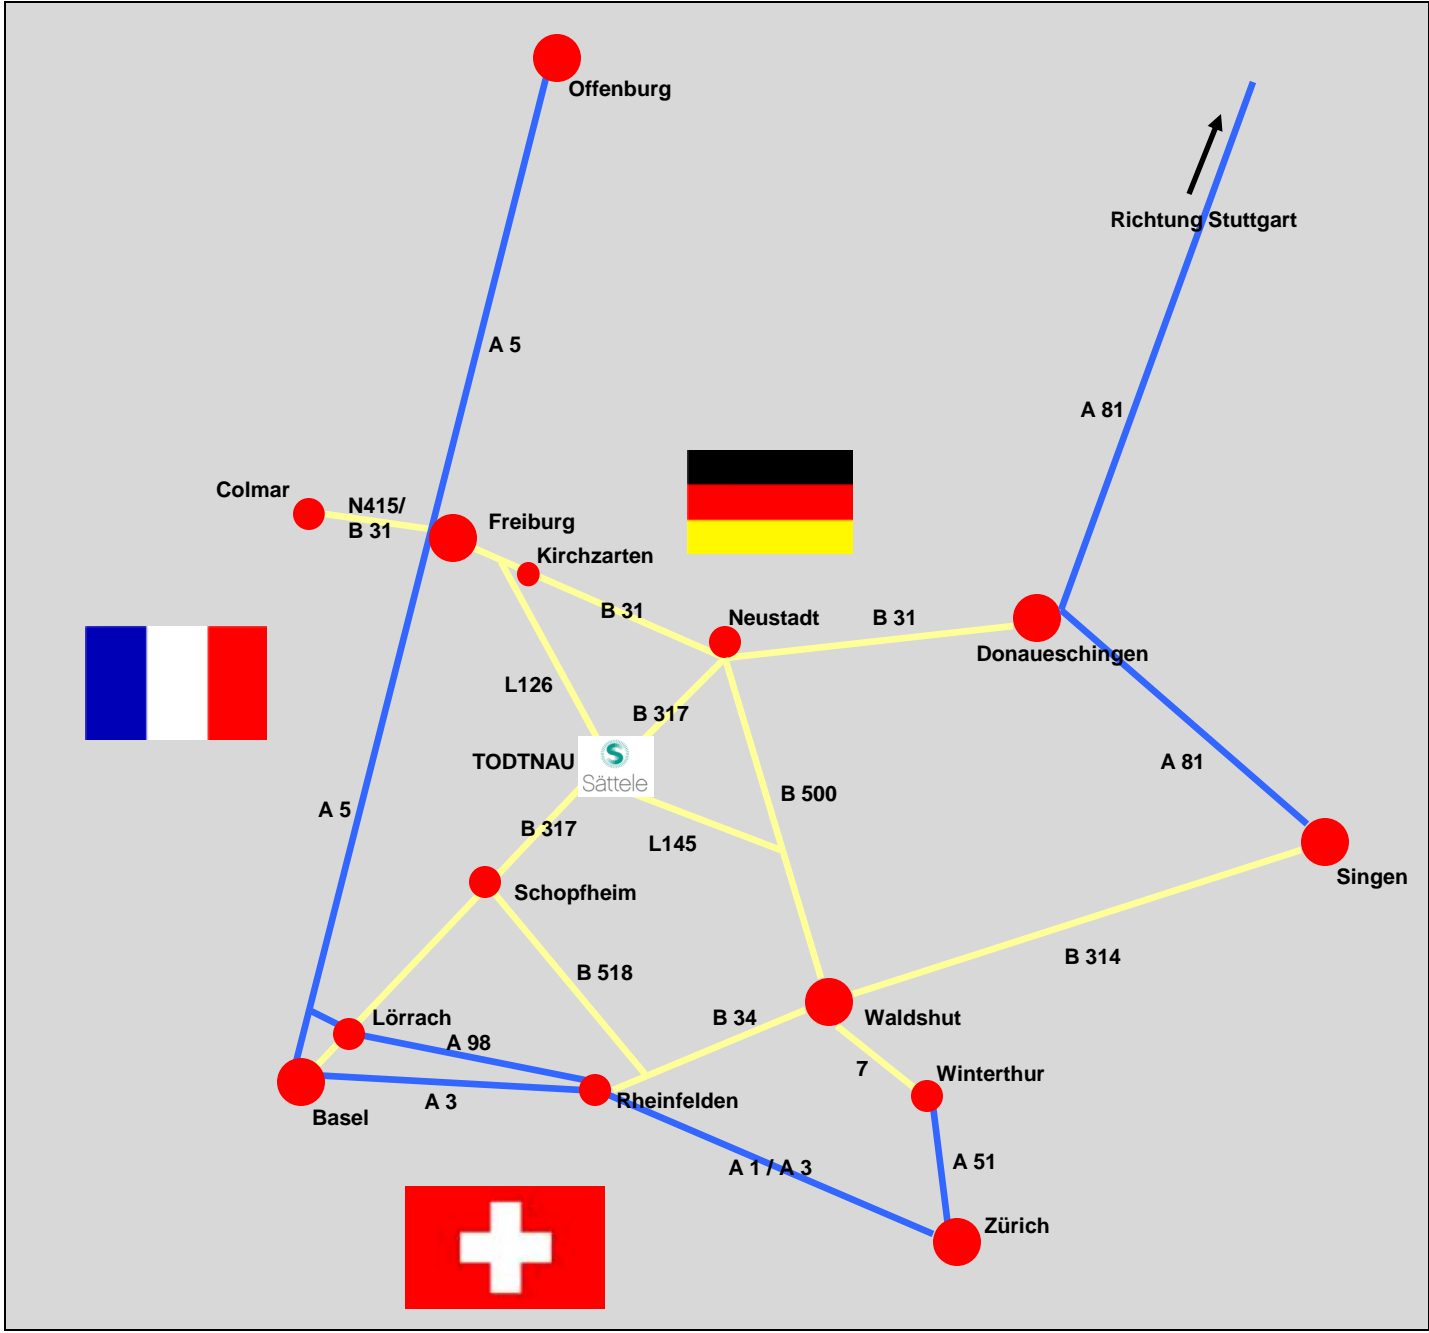 Offenburg
Richtung Stuttgart
A 5
A 81
Colmar
N415/
B 31
Freiburg
Kirchzarten
B 31
Neustadt
B 31
Donaueschingen
L126
B 317
TODTNAU
S
Sättele
A 81
B 500
A 5
B 317
L145
Singen
Schopfheim
B 314
B 518
Lörrach
B 34
Waldshut
A 98
7
Winterthur
Basel
A 3
Rheinfelden
A 1 / A 3
A 51
Zürich